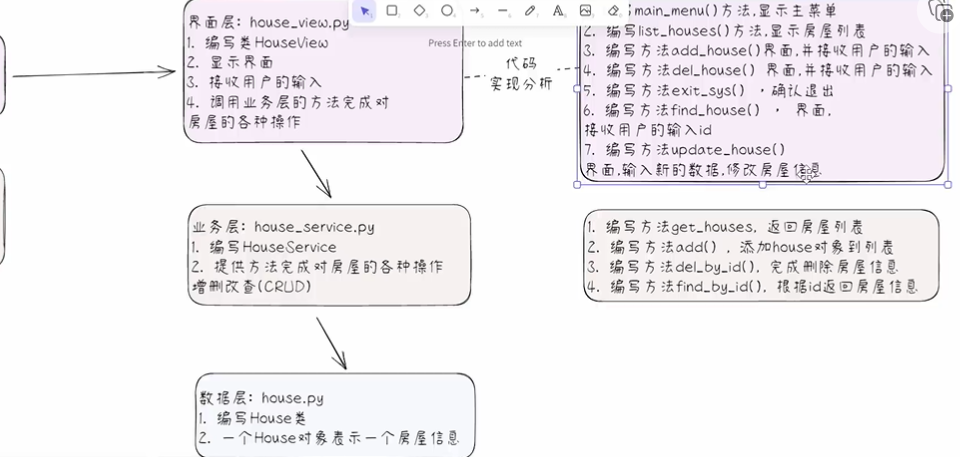 界面层：house_view.py
1. 编写类HouseView
2. 显示界面
3. 接收用户的输入
4. 调用业务层的方法完成对
房屋的各种操作
Press Enter to add text
代码
实现分析
main_menu()方法,显示主菜单
2. 编写list_houses()方法,显示房屋列表
3. 编写方法add_house()界面,并接收用户的输入
4. 编写方法del_house() 界面,并接收用户的输入
5. 编写方法exit_sys() ，确认退出
6. 编写方法find_house() ， 界面,
接收用户的输入id
7. 编写方法update_house()
界面,输入新的数据,修改房屋信息
业务层：house_service.py
1. 编写HouseService
2. 提供方法完成对房屋的各种操作
增删改查(CRUD)
1. 编写方法get_houses, 返回房屋列表
2. 编写方法add() , 添加house对象到列表
3. 编写方法del_by_id(), 完成删除房屋信息
4. 编写方法find_by_id(), 根据id返回房屋信息
数据层：house.py
1. 编写House类
2. 一个House对象表示一个房屋信息